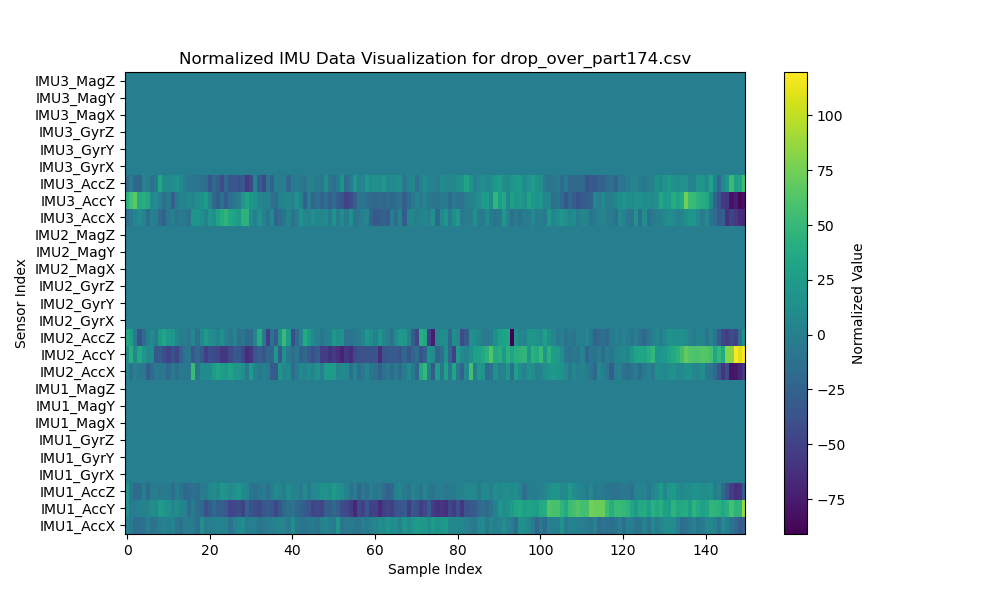 Normalized IMU Data Visualization for drop_over_part174.csv
IMU3_MagZ
IMU3_MagY
IMU3_MagX
IMU3_GyrZ
IMU3_GyrY
IMU3_GyrX
IMU3_AccZ
IMU3_AccY
IMU3_AccX
IMU2_MagZ
IMU2_MagY
IMU2_MagX
IMU2_GyrZ
IMU2_GyrY
IMU2_GyrX
IMU2_AccZ
IMU2_AccY
IMU2_AccX
IMU1_MagZ
IMU1_MagY
IMU1_MagX
IMU1_GyrZ
IMU1_GyrY
IMU1_GyrX
IMU1_AccZ
IMU1_AccY
IMU1_AccX
Sensor Index
0 20 40 60 80 100 120 140
Sample Index
100
75
50
25
0
−25
−50
−75
Normalized Value